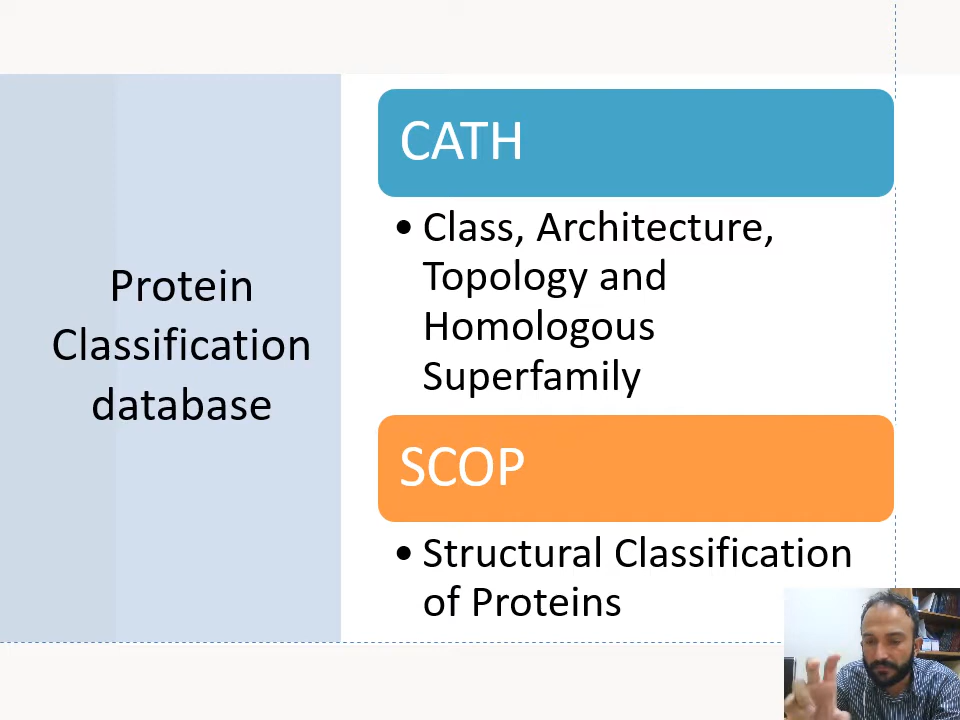 Protein
Classification
database
CATH
• Class, Architecture,
Topology and
Homologous
Superfamily
SCOP
• Structural Classification
of Proteins